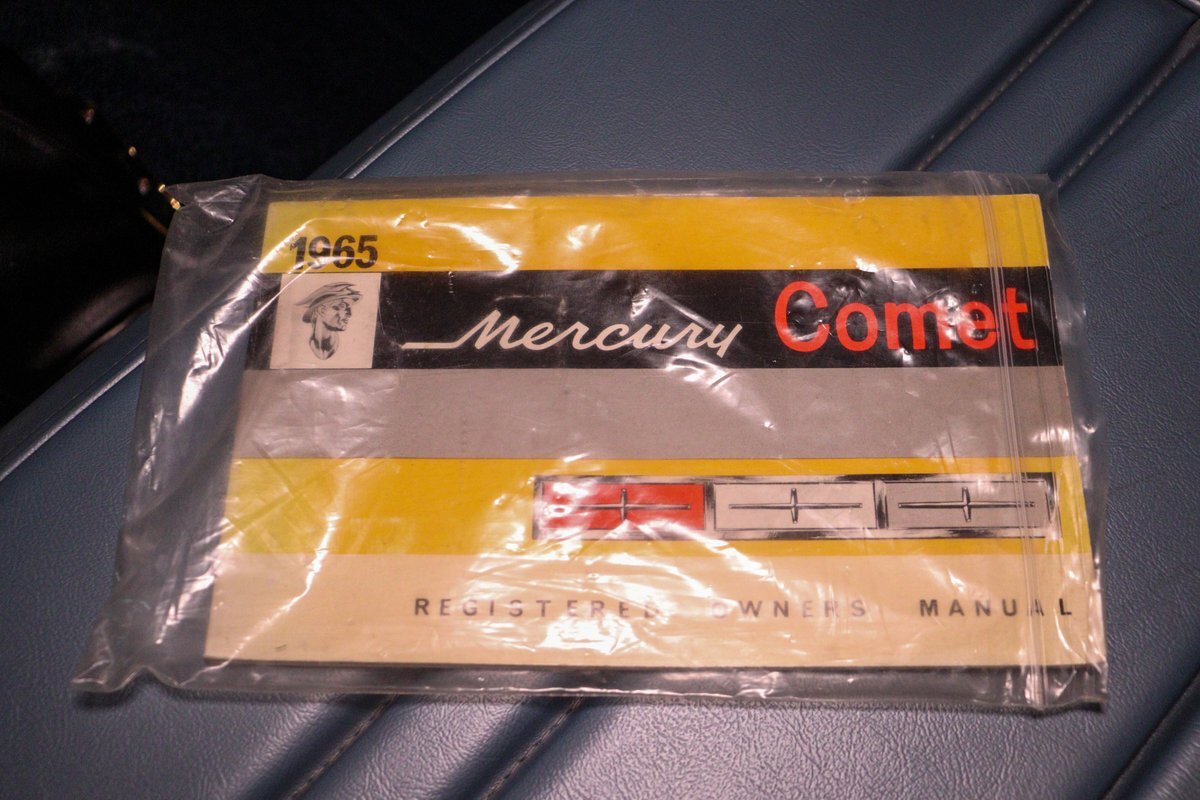 1965
Mercury Comet
REGISTERED OWNERS MANUAL